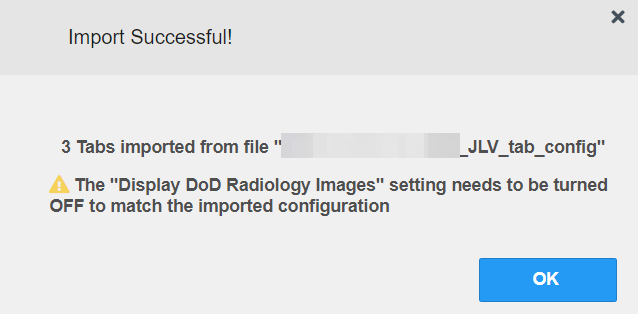 Import Successful!
3 Tabs imported from file "_JLV_tab_config"
The "Display DoD Radiology Images" setting needs to be turned
OFF to match the imported configuration
OK